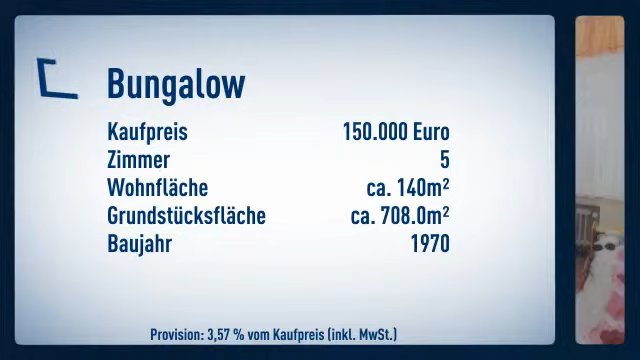 Bungalow
Kaufpreis 150.000 Euro
Zimmer 5
Wohnfläche ca. 140m²
Grundstücksfläche ca. 708.0m²
Baujahr 1970
Provision: 3,57 % vom Kaufpreis (inkl. MwSt.)